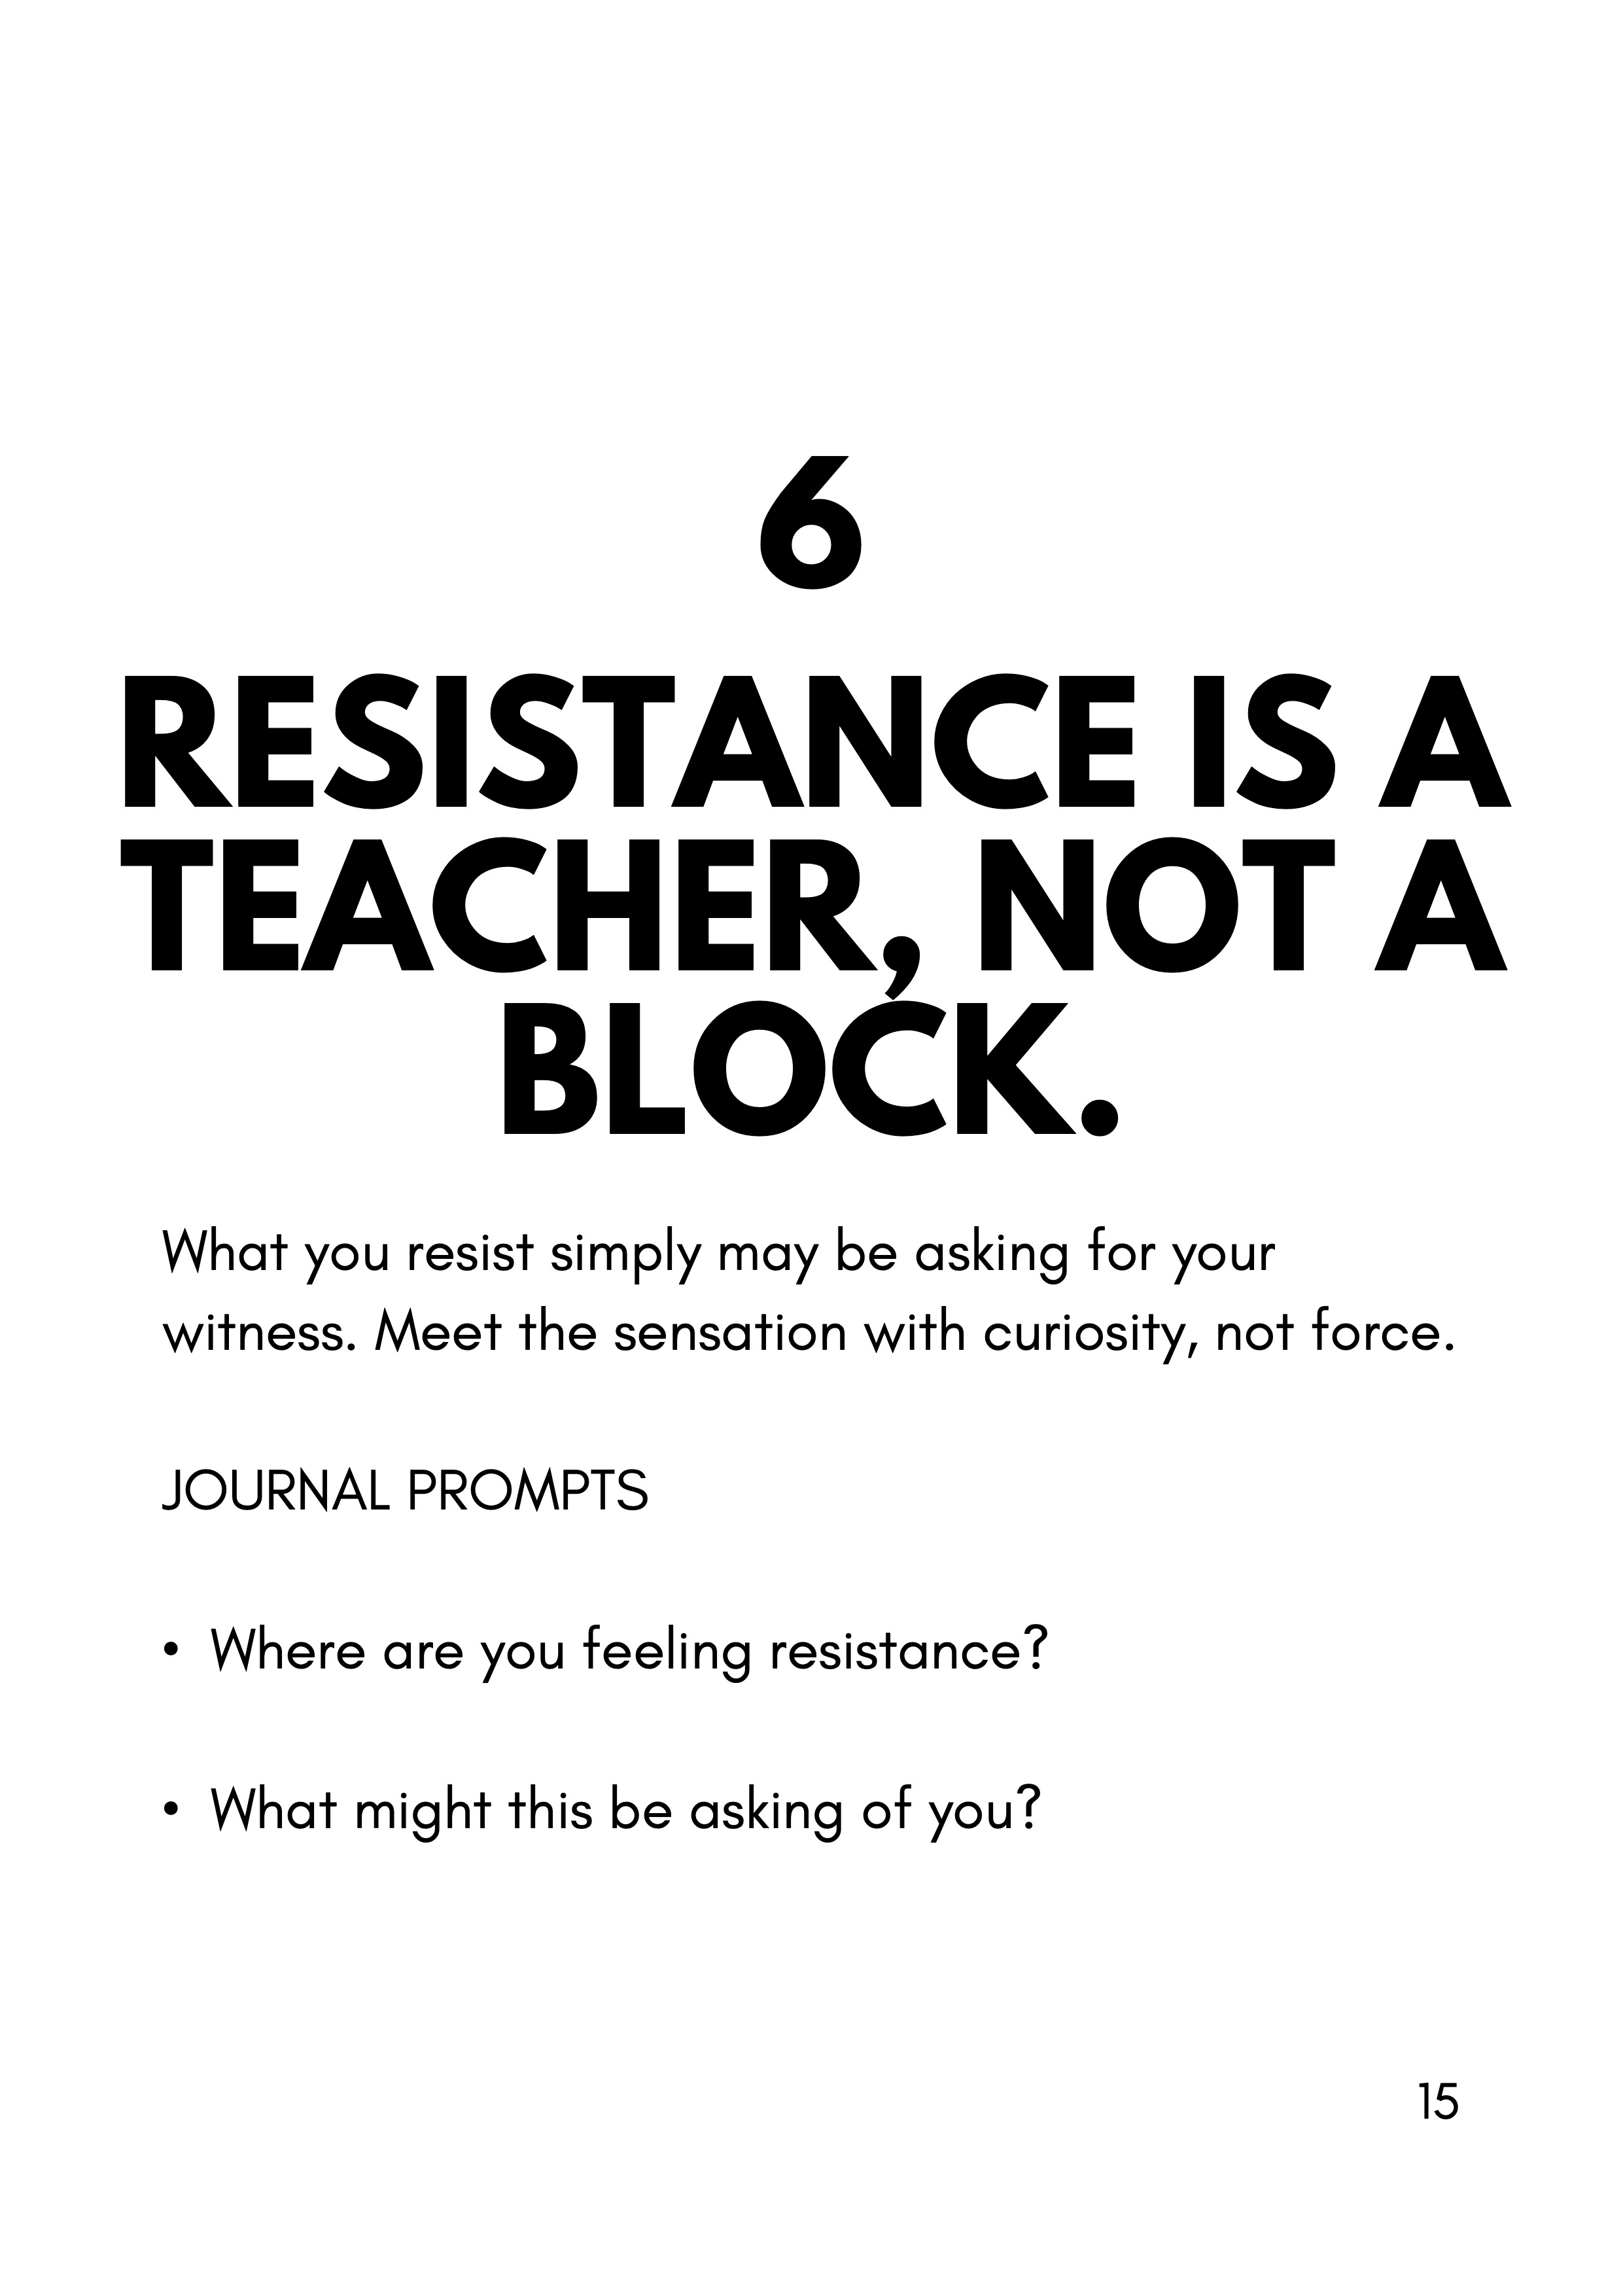 6
RESISTANCE IS A
TEACHER, NOT A
BLOCK.
What you resist simply may be asking for your
witness. Meet the sensation with curiosity, not force.
JOURNAL PROMPTS
• Where are you feeling resistance?
• What might this be asking of you?
15